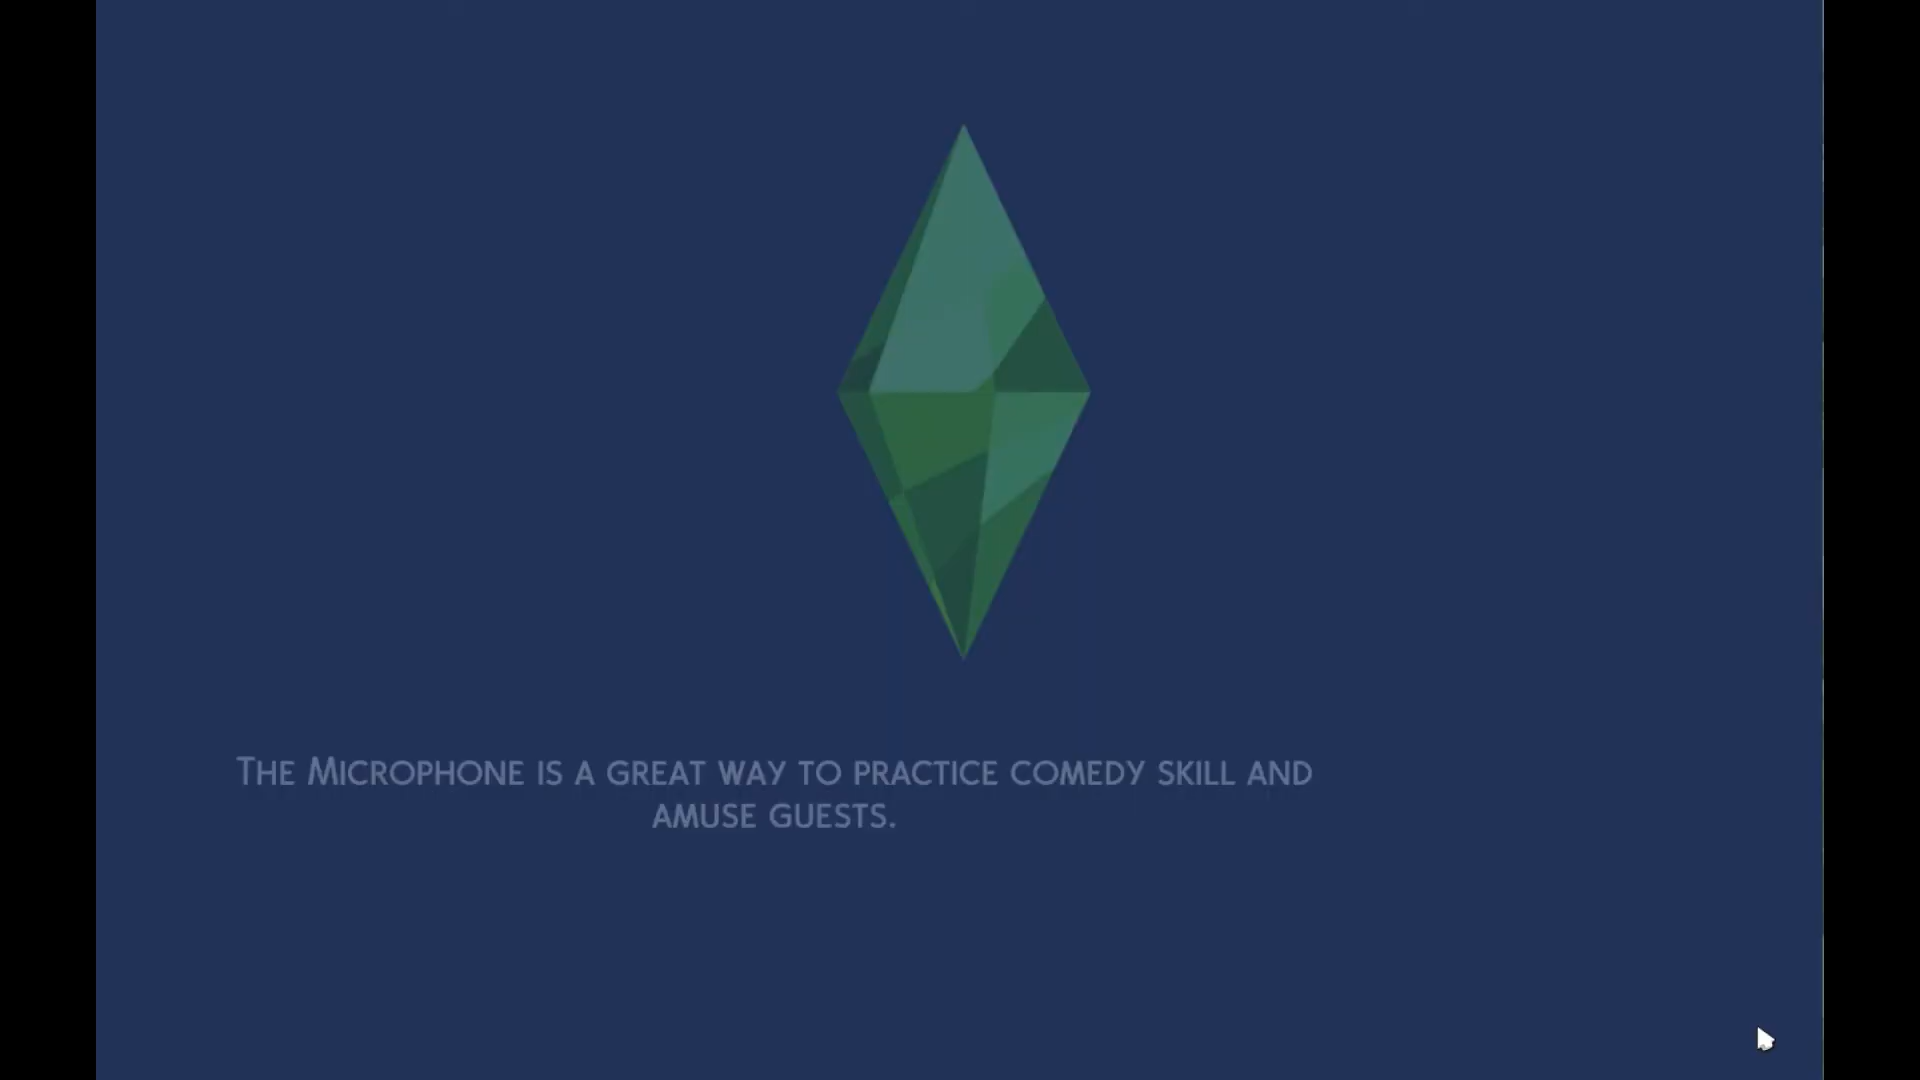 The Microphone is a great way to practice comedy skill and
amuse guests.